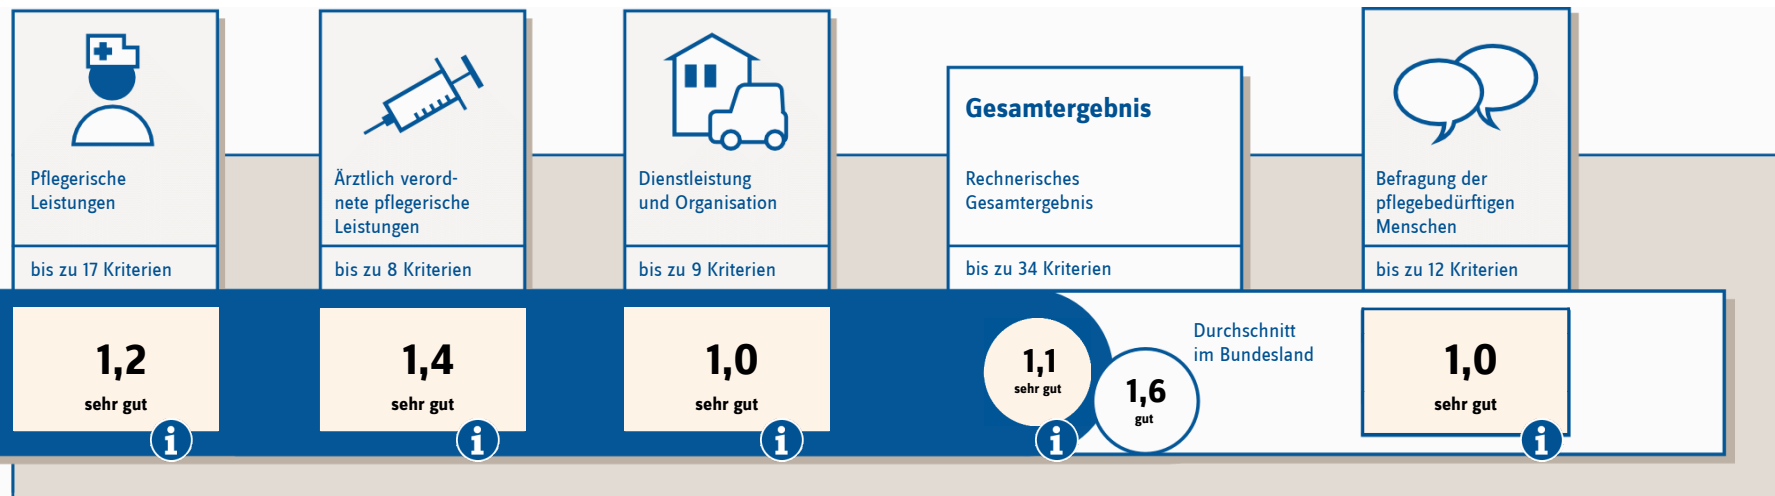 Pflegerische
Leistungen
bis zu 17 Kriterien
1,2
sehr gut
i
Ärztlich verord-
nete pflegerische
Leistungen
bis zu 8 Kriterien
1,4
sehr gut
i
Dienstleistung
und Organisation
bis zu 9 Kriterien
1,0
sehr gut
i
Gesamtergebnis
Rechnerisches
Gesamtergebnis
bis zu 34 Kriterien
1,1
sehr gut
i
1,6
gut
Durchschnitt
im Bundesland
Befragung der
pflegebedürftigen
Menschen
bis zu 12 Kriterien
1,0
sehr gut
i